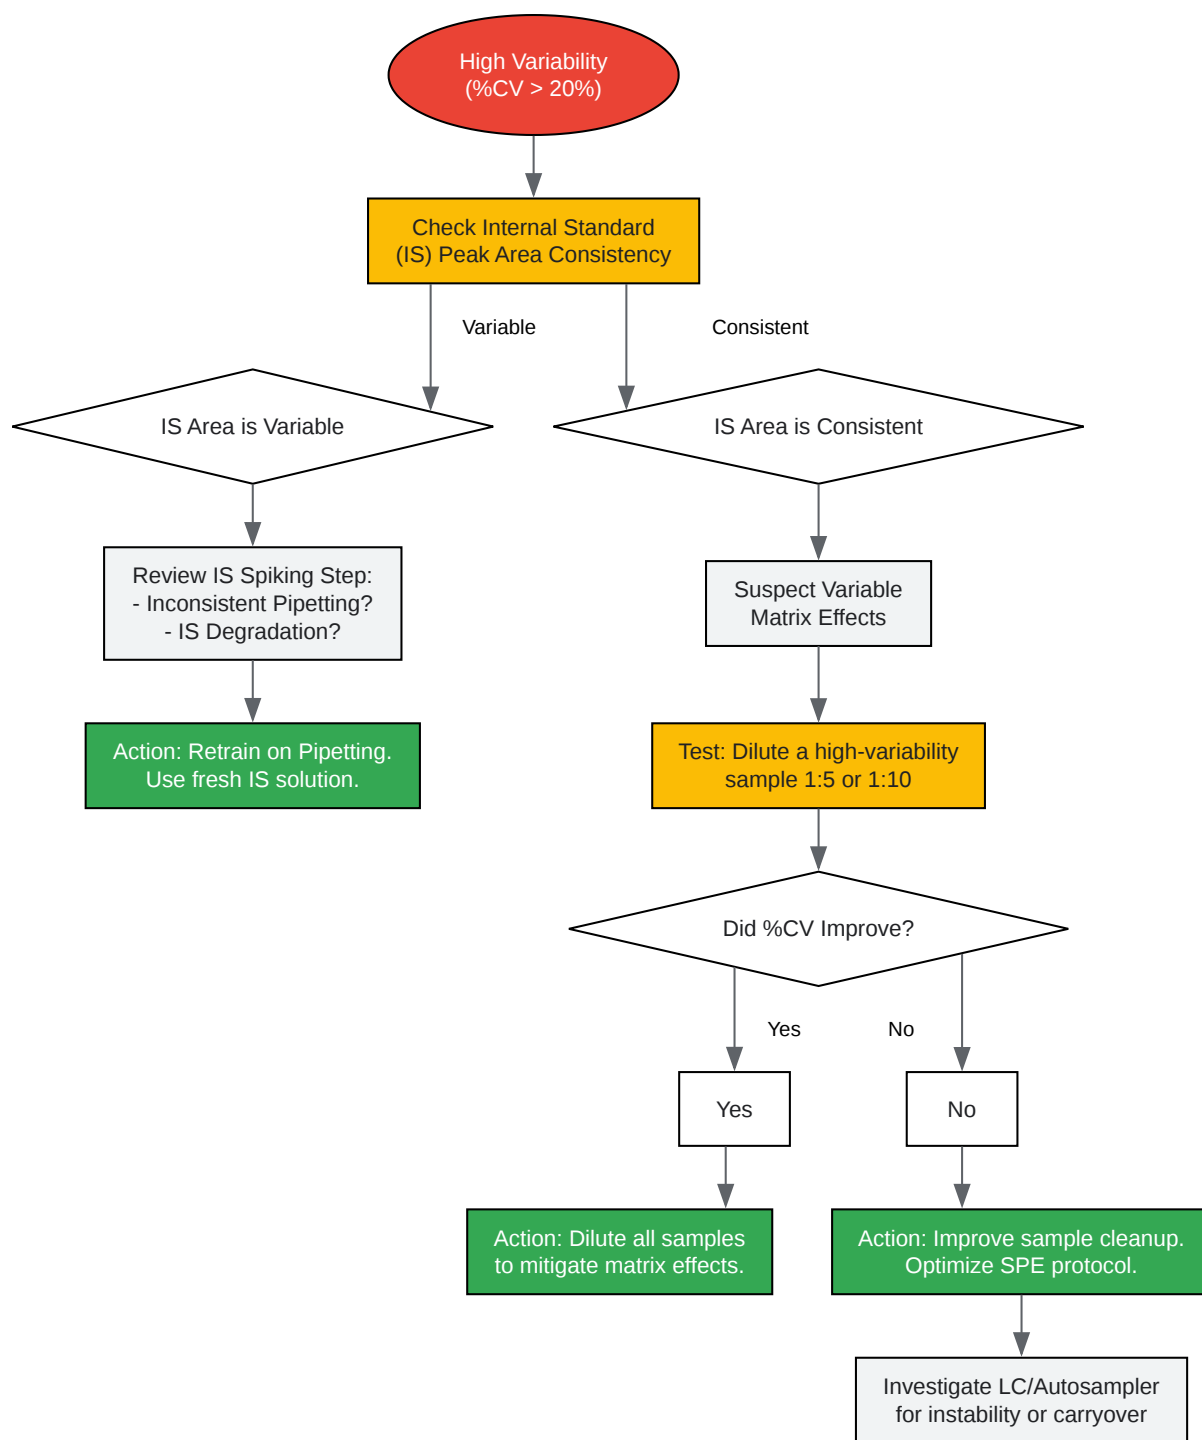 High Variability
(%CV > 20%)
Check Internal Standard
(IS) Peak Area Consistency
Variable
Consistent
IS Area is Variable
IS Area is Consistent
Review IS Spiking Step:
- Inconsistent Pipetting?
- IS Degradation?
Suspect Variable
Matrix Effects
Action: Retrain on Pipetting.
Use fresh IS solution.
Test: Dilute a high-variability
sample 1:5 or 1:10
Did %CV Improve?
Yes
No
Yes
No
Action: Dilute all samples
to mitigate matrix effects.
Action: Improve sample cleanup.
Optimize SPE protocol.
Investigate LC/Autosampler
for instability or carryover